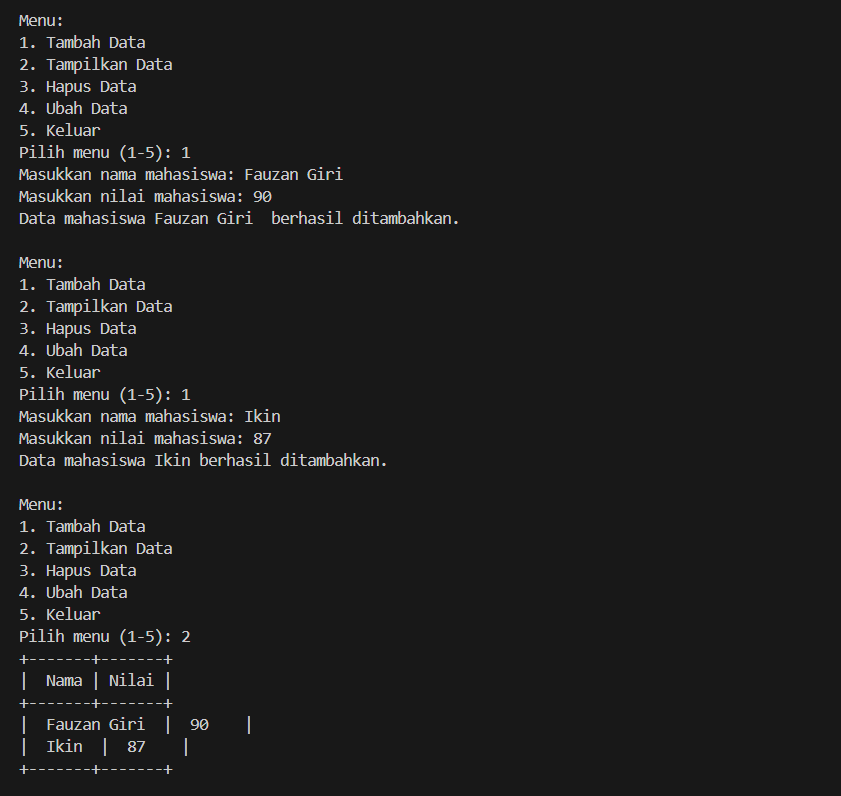 Menu:
1. Tambah Data
2. Tampilkan Data
3. Hapus Data
4. Ubah Data
5. Keluar
Pilih menu (1-5): 1
Masukkan nama mahasiswa: Fauzan Giri
Masukkan nilai mahasiswa: 90
Data mahasiswa Fauzan Giri  berhasil ditambahkan.

Menu:
1. Tambah Data
2. Tampilkan Data
3. Hapus Data
4. Ubah Data
5. Keluar
Pilih menu (1-5): 1
Masukkan nama mahasiswa: Ikin
Masukkan nilai mahasiswa: 87
Data mahasiswa Ikin berhasil ditambahkan.

Menu:
1. Tambah Data
2. Tampilkan Data
3. Hapus Data
4. Ubah Data
5. Keluar
Pilih menu (1-5): 2
+-------+-------+
|  Nama | Nilai |
+-------+-------+
|  Fauzan Giri  |  90    |
|  Ikin  |  87    |
+-------+-------+